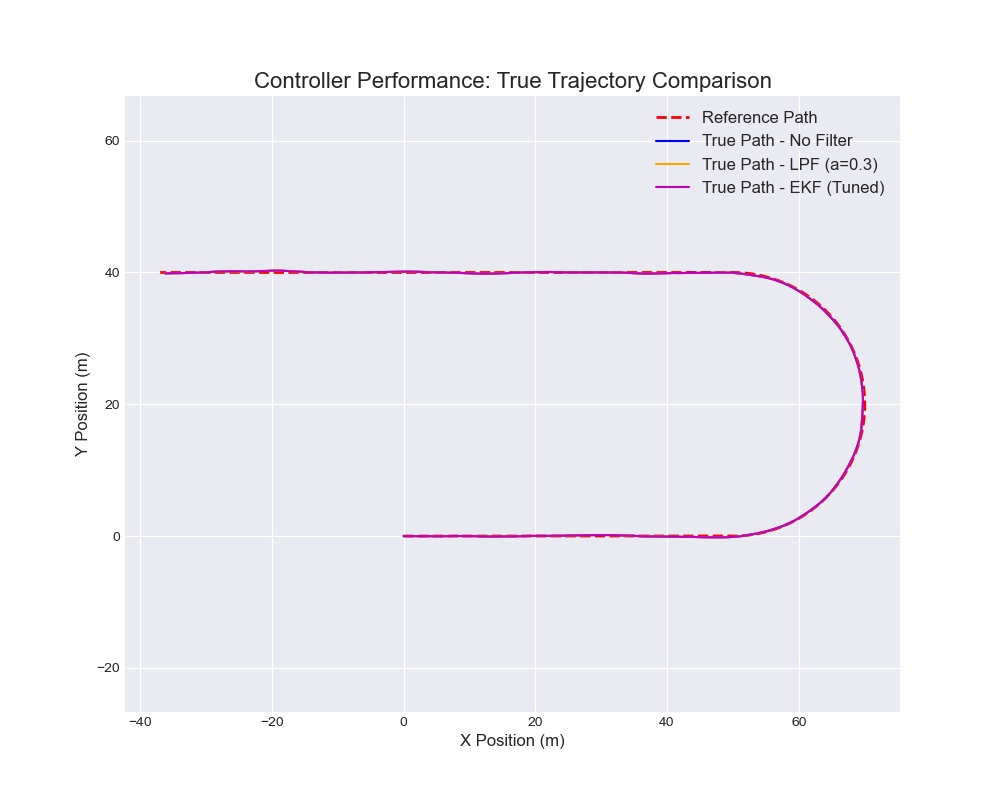 Controller Performance: True Trajectory Comparison
Reference Path
True Path - No Filter
True Path - LPF (a=0.3)
True Path - EKF (Tuned)
60
40
20
0
−20
Y Position (m)
−40 −20 0 20 40 60
X Position (m)